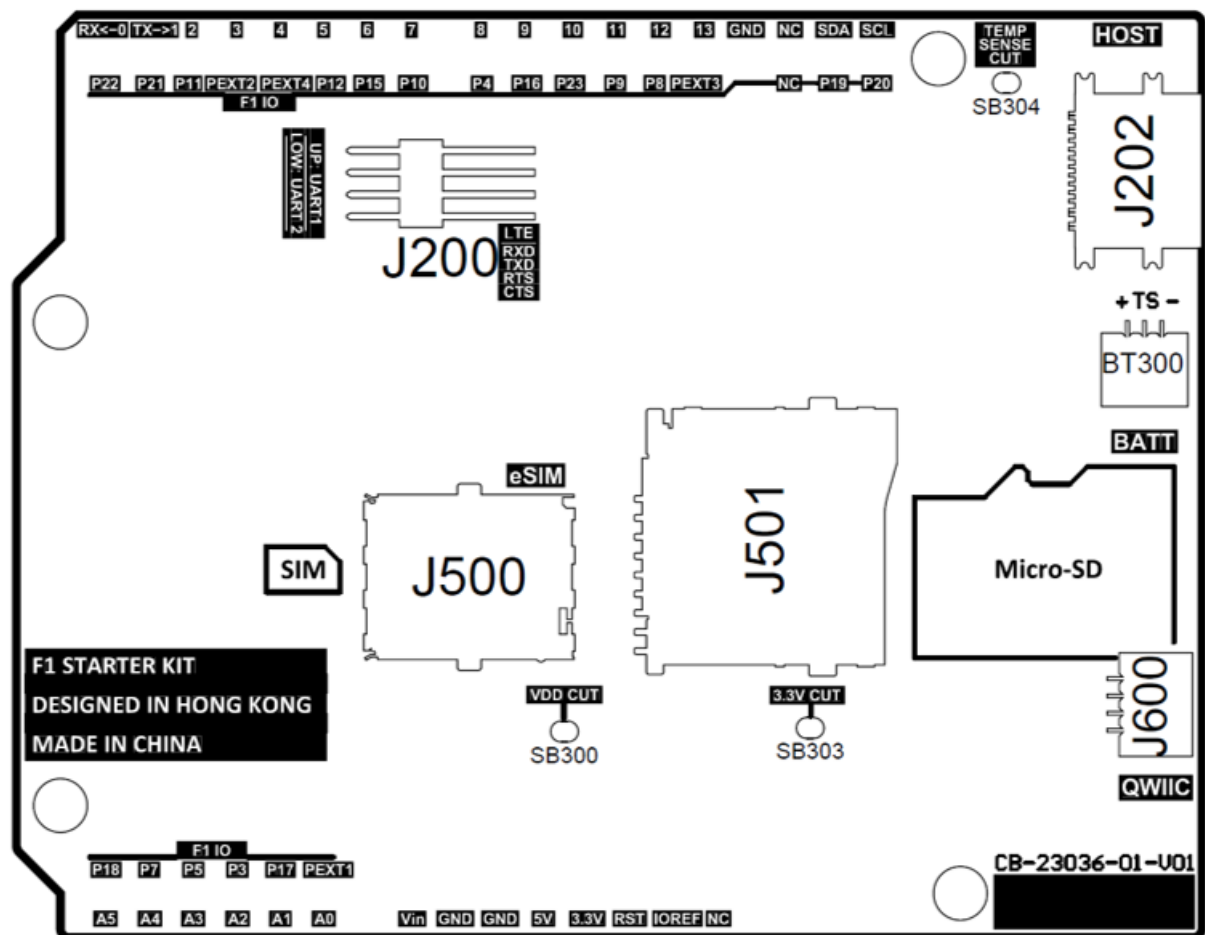 RX<-0 TX->1 2 3 4 5 6 7 8 9 10 11 12 13 GND NC SDA SCL
P22 P21 P11 PEXT2 PEXT4 P12 P15 P10 P4 P16 P23 P9 P8 PEXT3 NC P19 P20
F1 IO
TEMP
SENSE
CUT
SB304
HOST
J202
UP: UART1
LOW: UART 2
J200
LTE
RXD
TXD
RTS
CTS
+ TS -
BT300
BATT
eSIM
SIM
J500
J501
Micro-SD
F1 STARTER KIT
DESIGNED IN HONG KONG
MADE IN CHINA
VDD CUT
SB300
3.3V CUT
SB303
J600
QWIIC
F1 IO
P18 P7 P5 P3 P17 PEXT1
A5 A4 A3 A2 A1 A0 Vin GND GND 5V 3.3V RST IOREF NC
CB-23036-01-V01